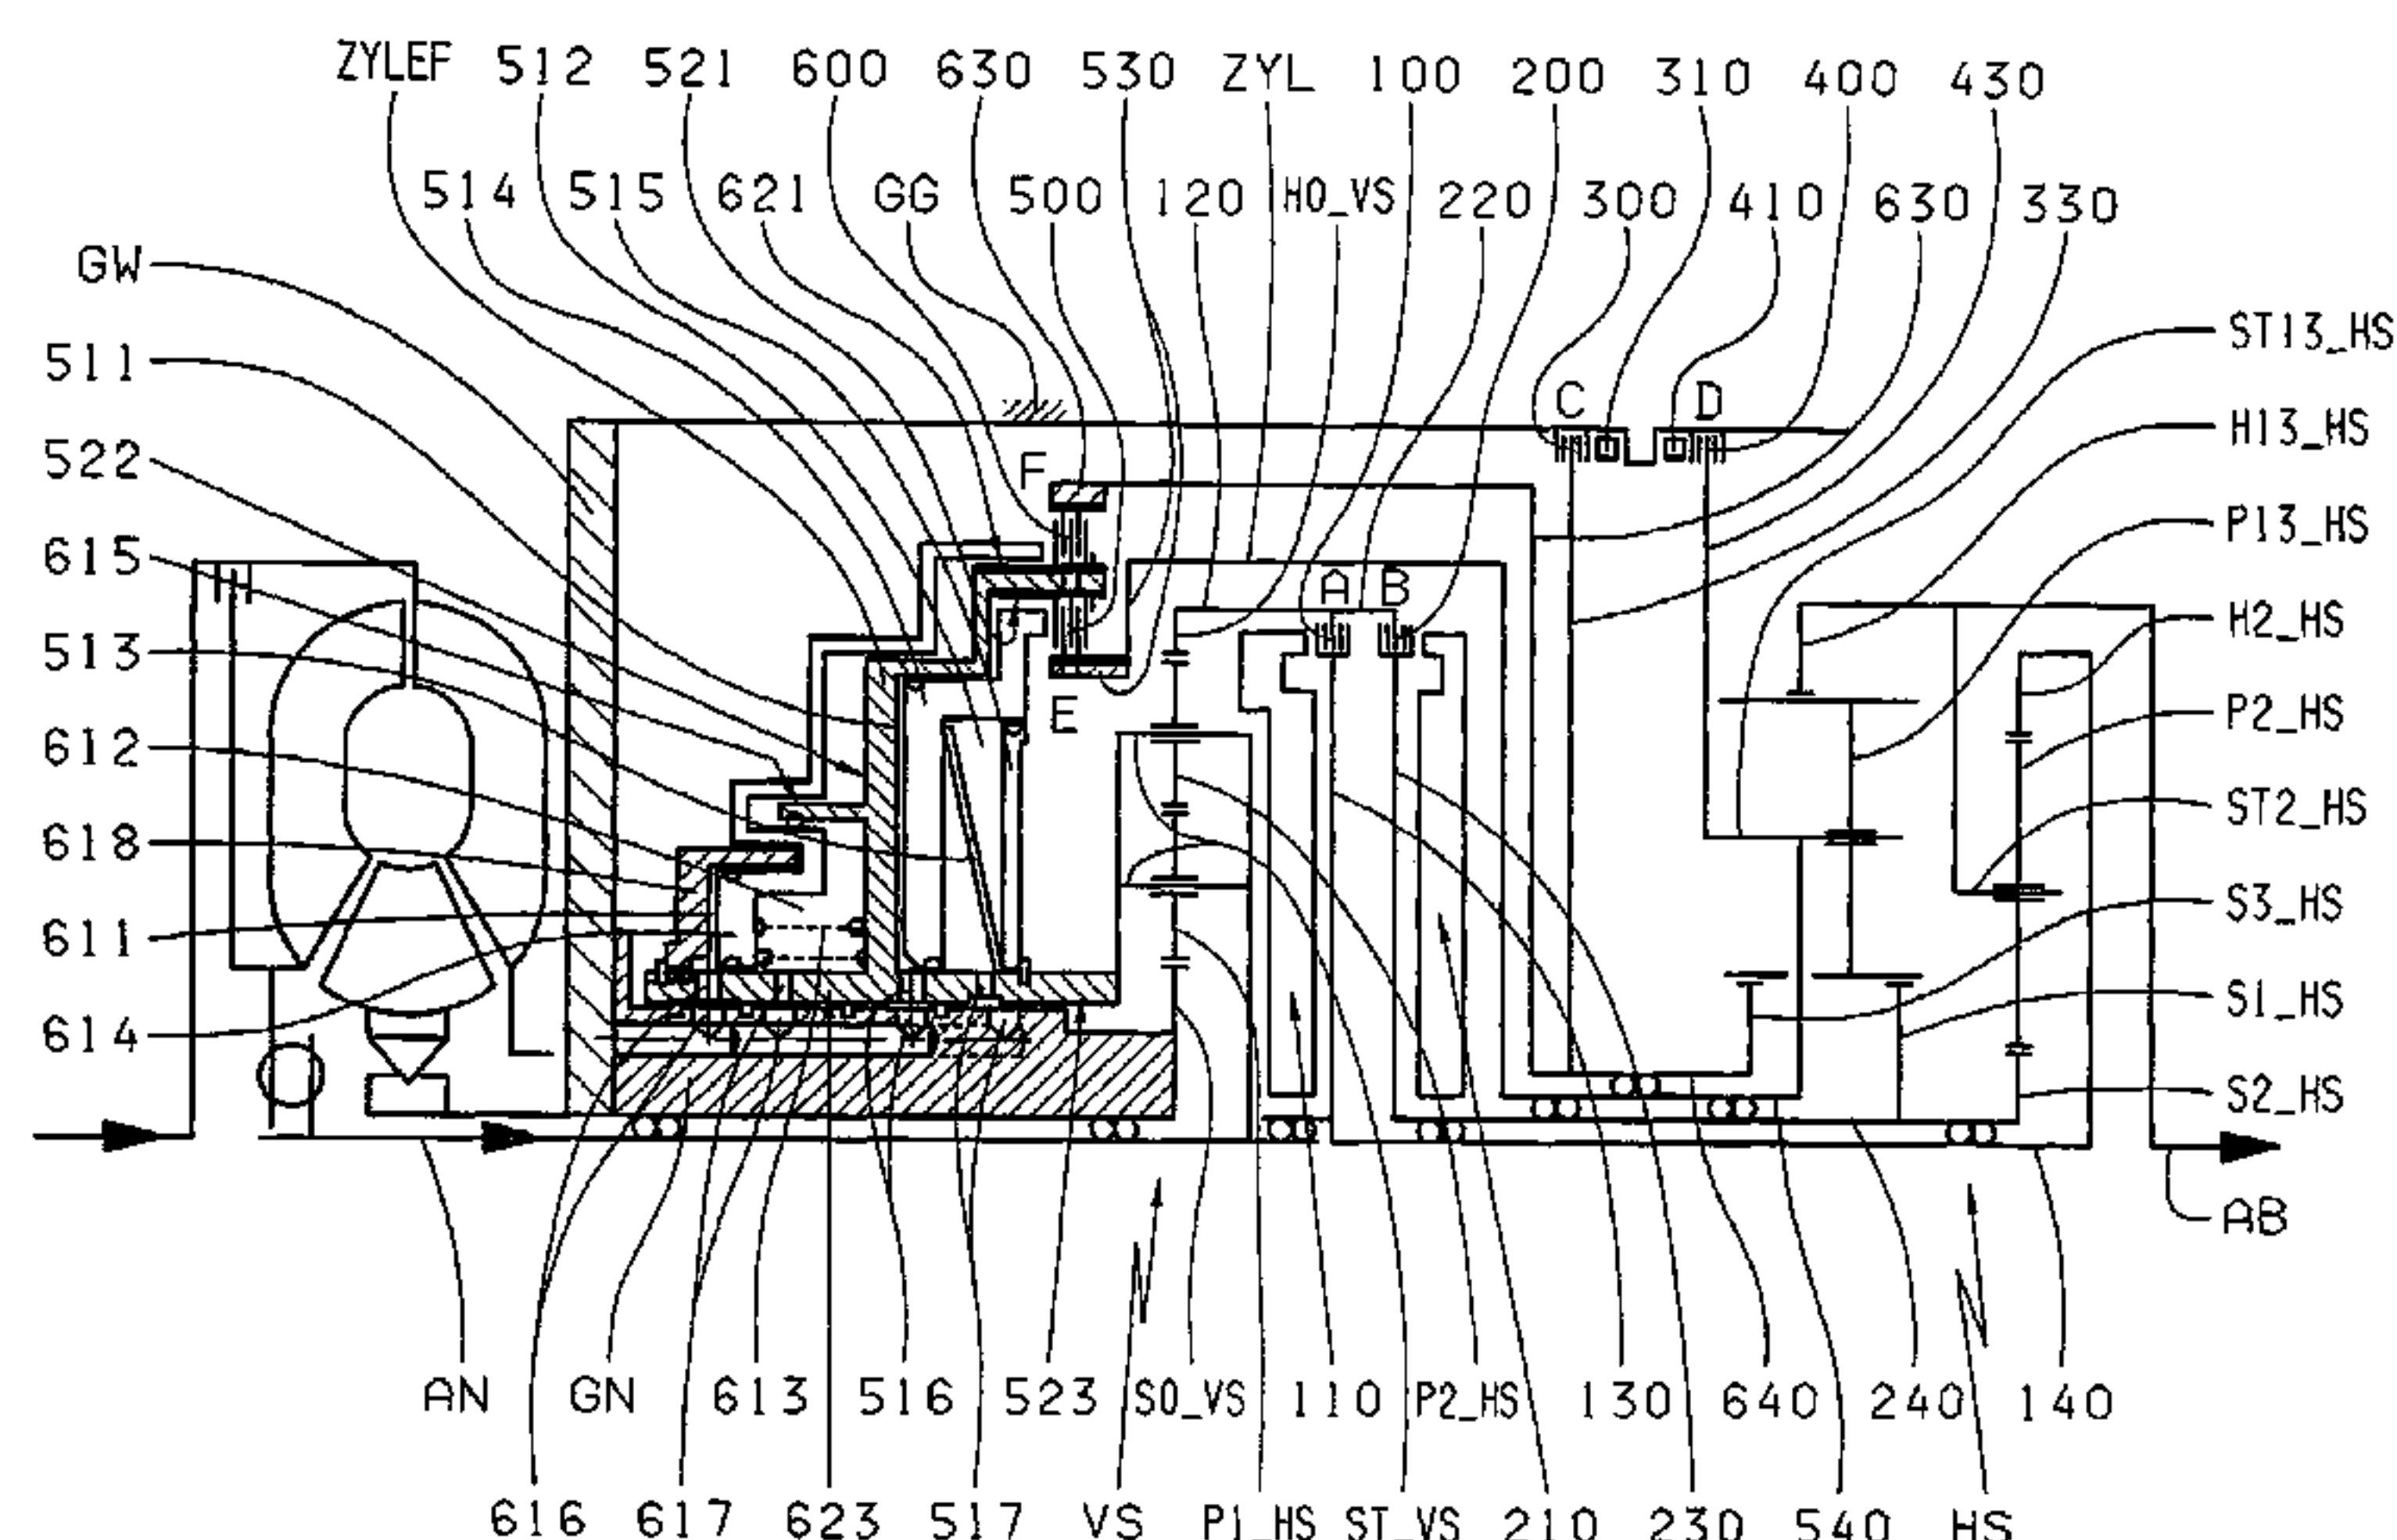 ZYLEF 512 521 600 630 530 ZYL 100 200 310 400 430
514 515 621 GG 500 120 H0_VS 220 300 410 630 330
GW
ST13_HS
511
C D
H13_HS
522
F
P13_HS
615
A B
H2_HS
513
E
P2_HS
612
ST2_HS
618
S3_HS
611
S1_HS
614
S2_HS
AB
AN GN 613 516 523 S0_VS 110 P2_HS 130 640 240 140
616 617 623 517 VS P1_HS ST_VS 210 230 540 HS